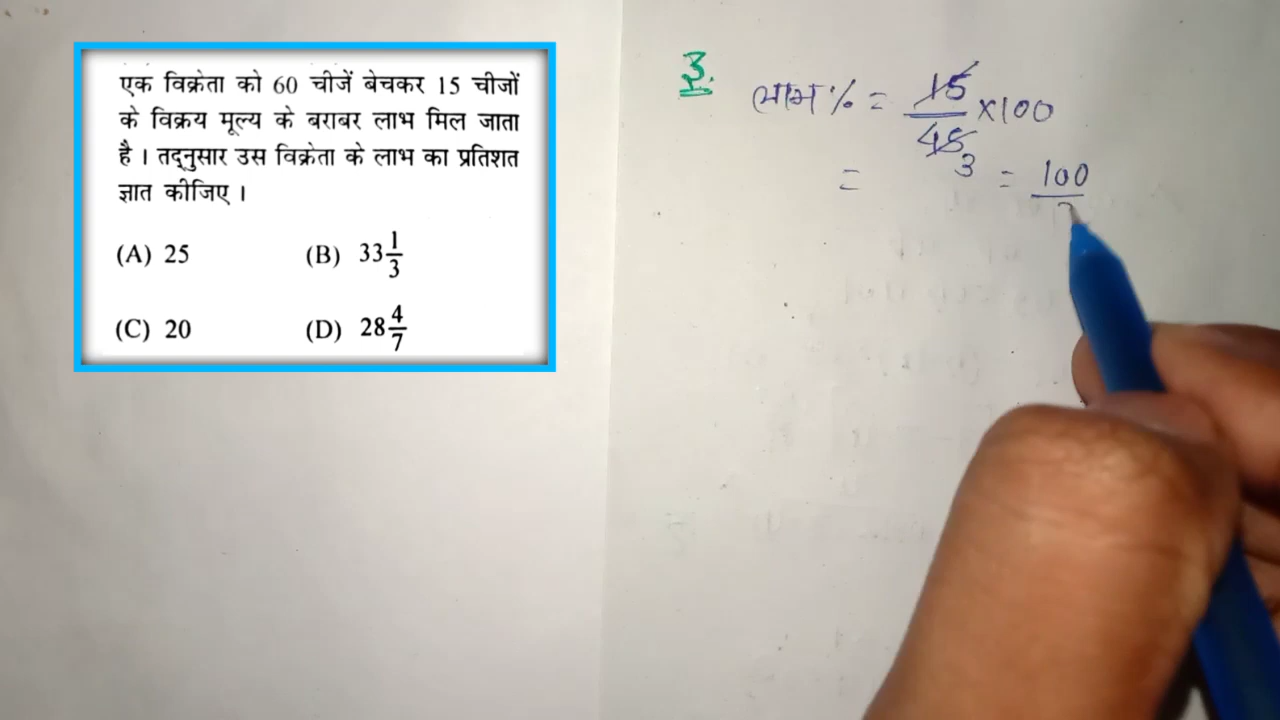 एक विक्रेता को 60 चीजें बेचकर 15 चीजों
के विक्रय मूल्य के बराबर लाभ मिल जाता
है । तद्नुसार उस विक्रेता के लाभ का प्रतिशत
ज्ञात कीजिए ।
(A) 25 (B) 33 1/3
(C) 20 (D) 28 4/7
3.
लाभ % = 15/45 × 100
3
= = 100